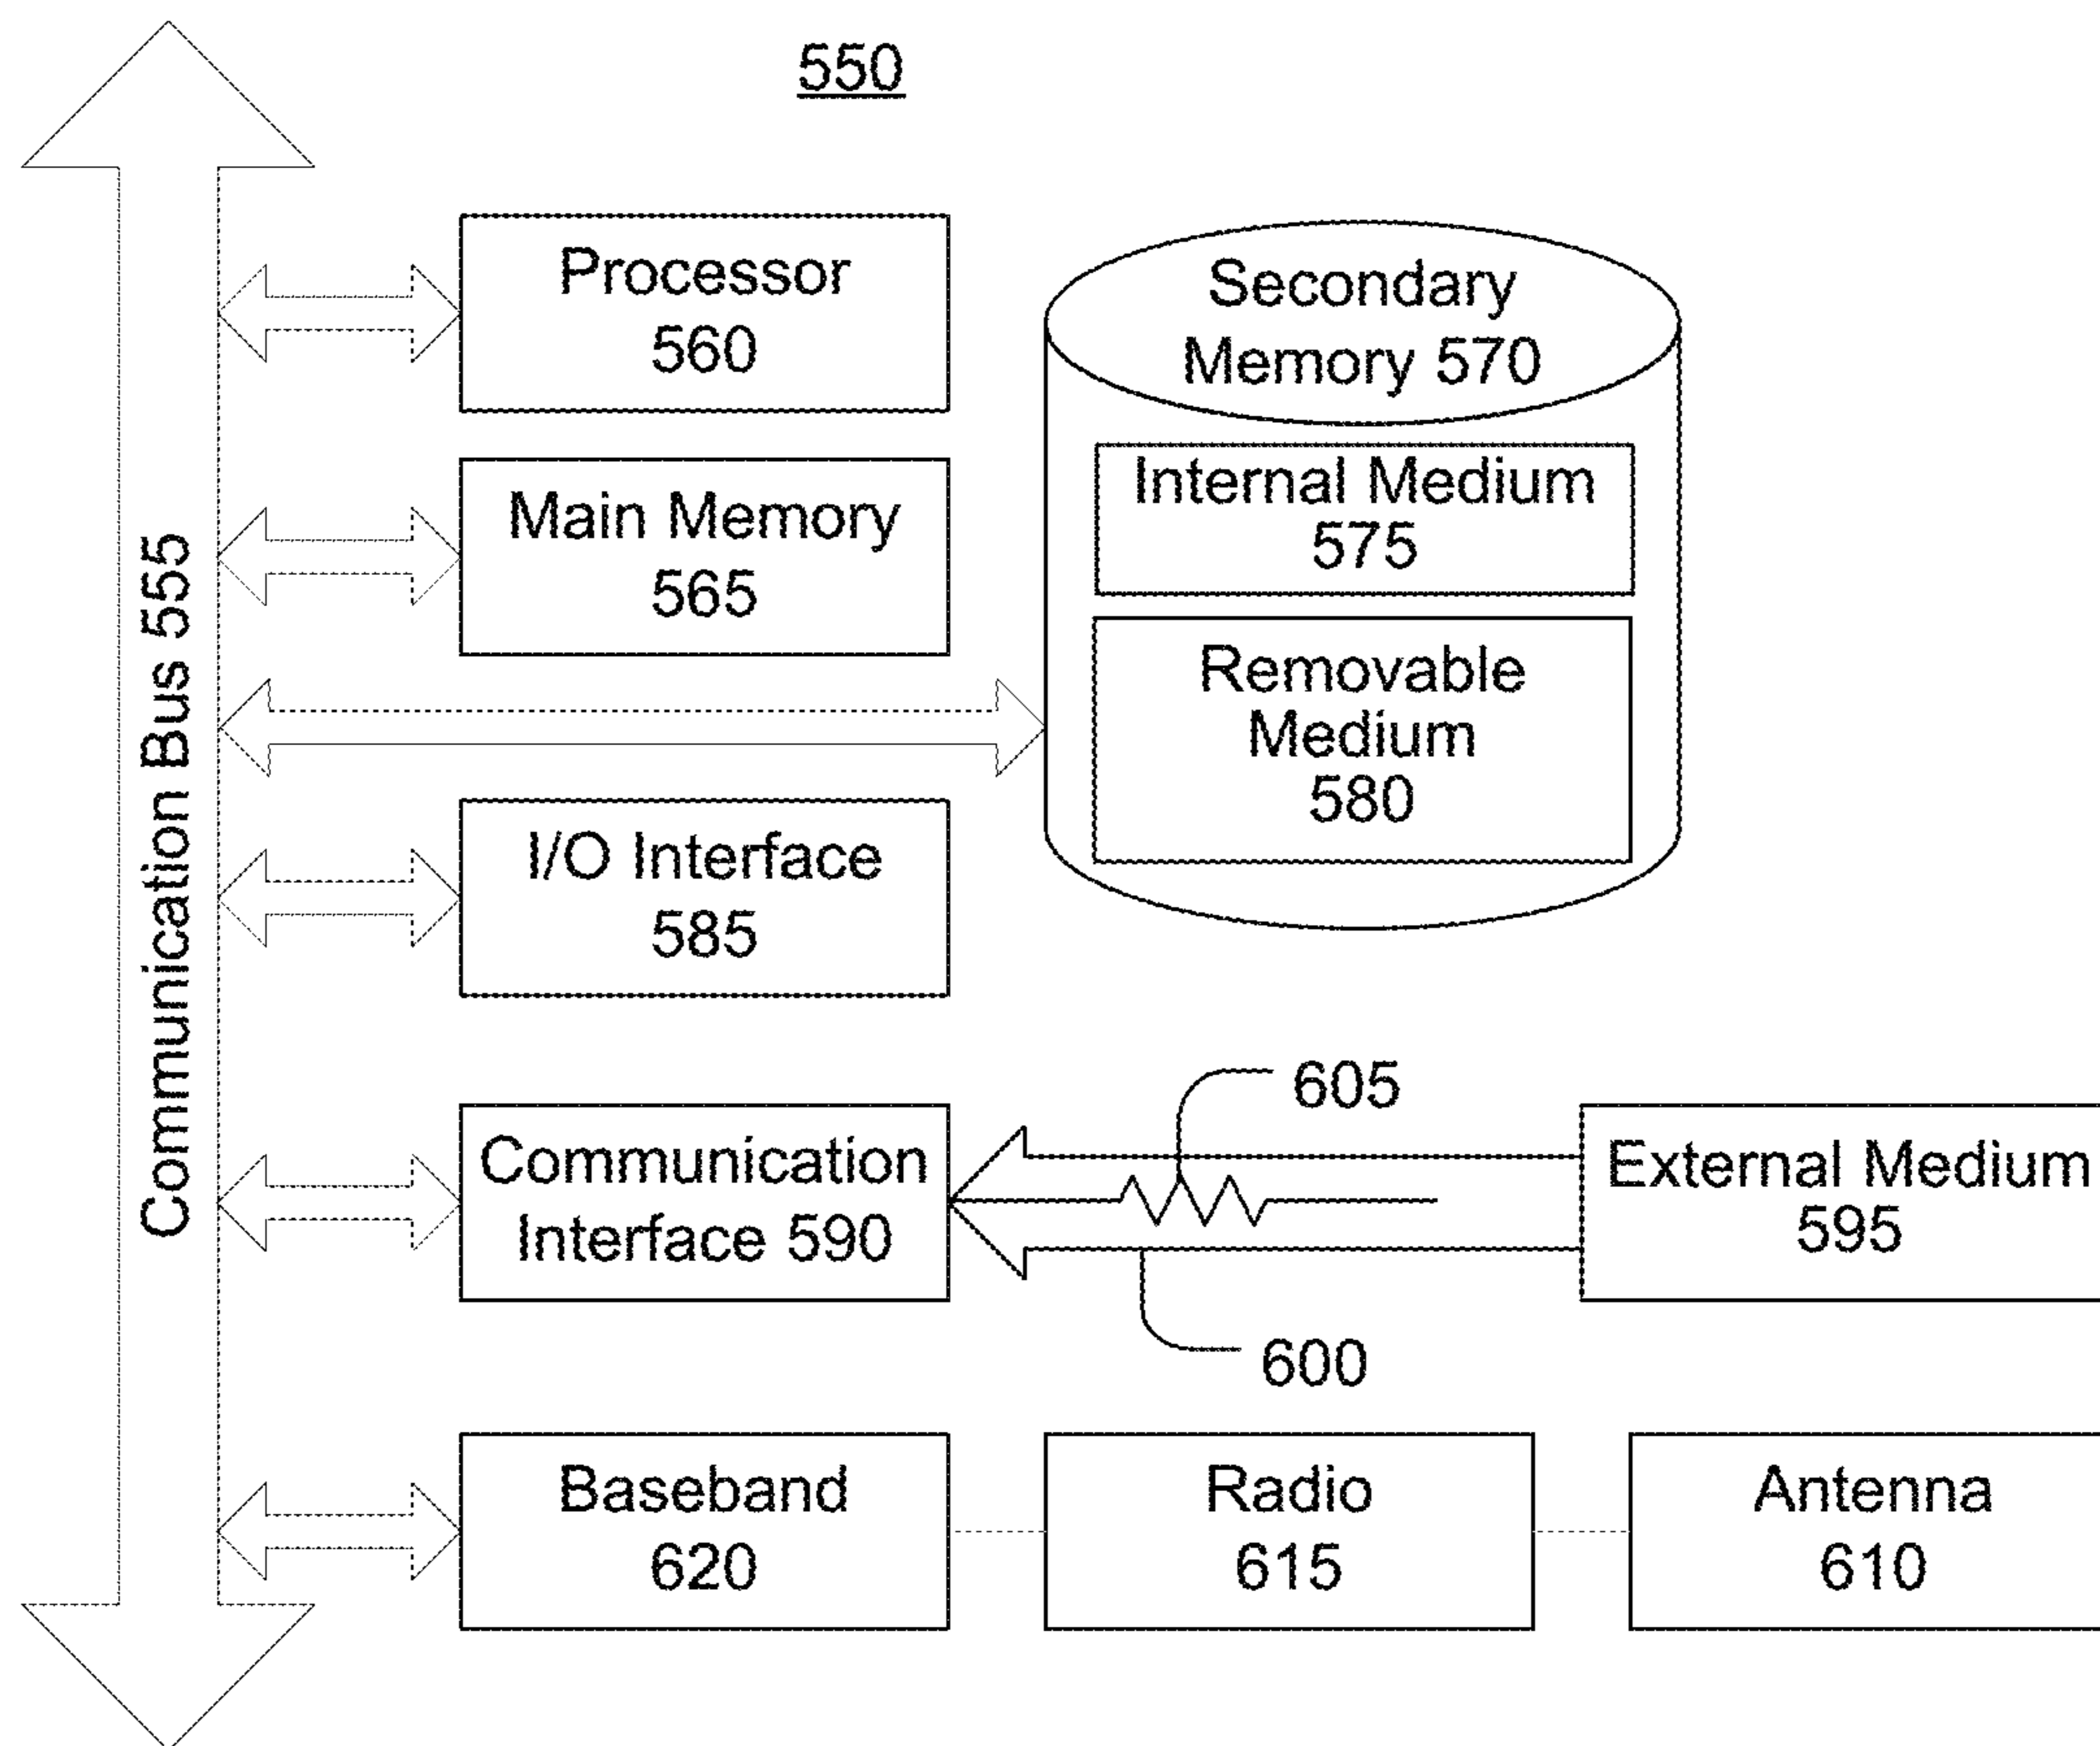 550
Communication Bus 555
Processor
560
Main Memory
565
Secondary
Memory 570
Internal Medium
575
Removable
Medium
580
I/O Interface
585
Communication
Interface 590
605
600
External Medium
595
Baseband
620
Radio
615
Antenna
610